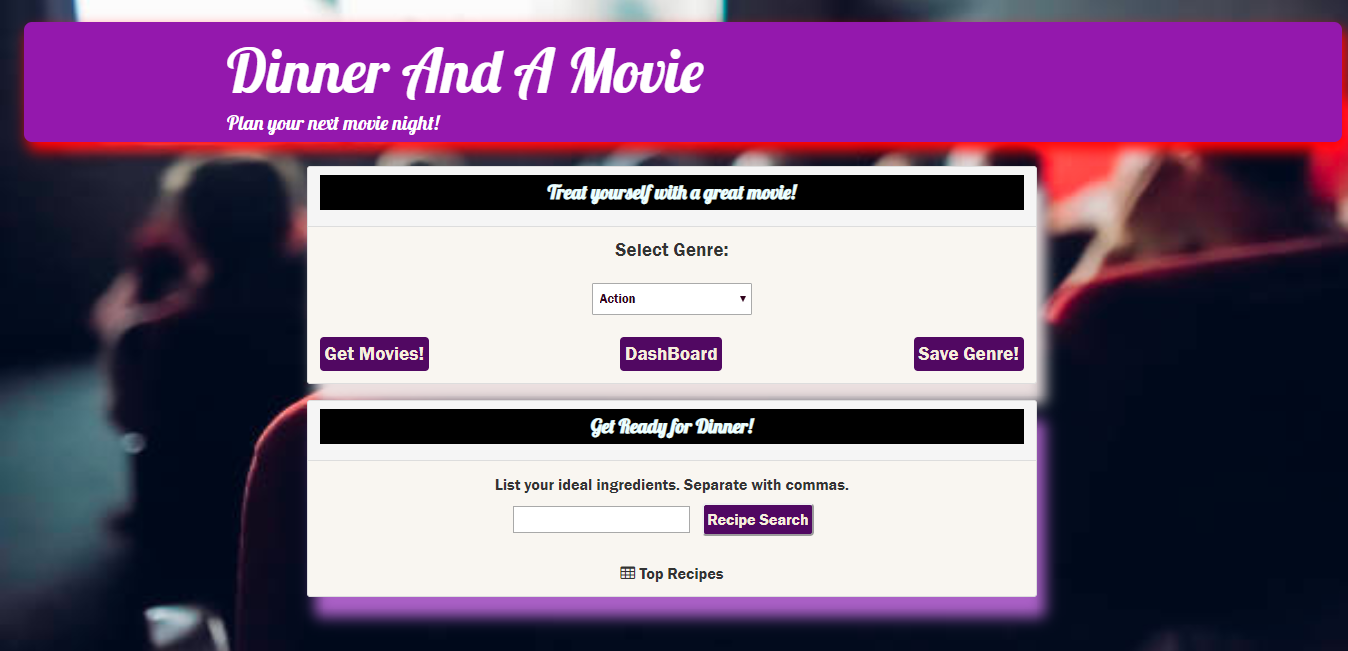 Dinner And A Movie
Plan your next movie night!
Treat yourself with a great movie!
Select Genre:
Action
Get Movies! DashBoard Save Genre!
Get Ready for Dinner!
List your ideal ingredients. Separate with commas.
Recipe Search
Top Recipes